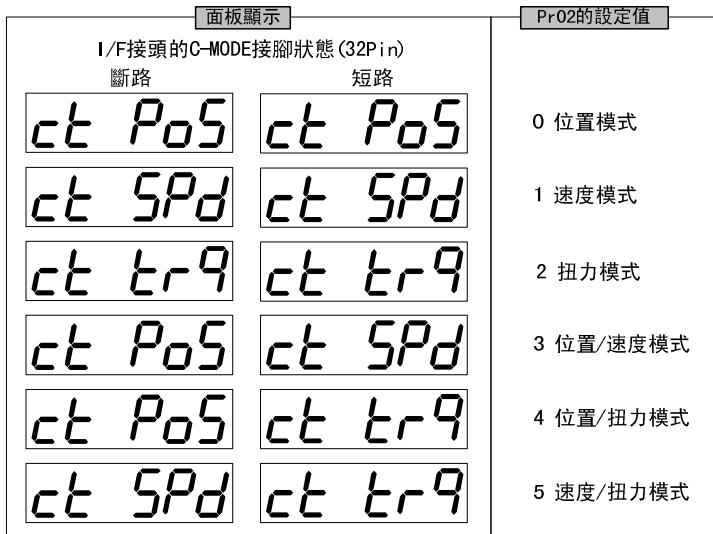 面板顯示 Pr02的設定值
I/F接頭的C-MODE接腳狀態(32Pin)
斷路 短路
ct PoS ct PoS 0 位置模式
ct SPd ct SPd 1 速度模式
ct trq ct trq 2 扭力模式
ct PoS ct SPd 3 位置/速度模式
ct PoS ct trq 4 位置/扭力模式
ct SPd ct trq 5 速度/扭力模式